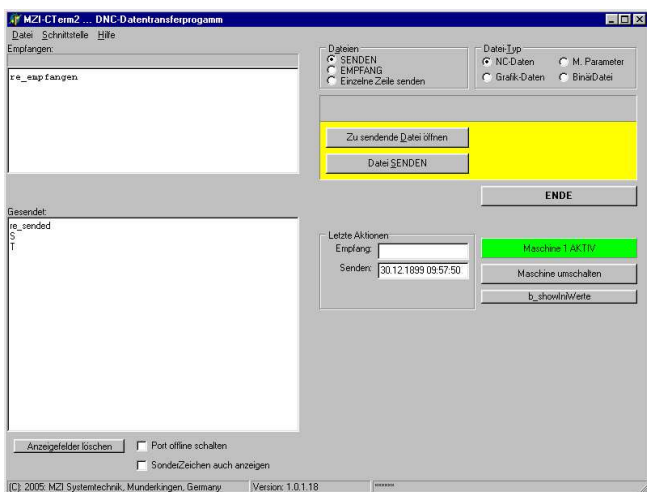 MZI-CTerm2 ... DNC-Datentransferprogamm
Datei Schnittstelle Hilfe
Empfangen:
re_empfangen
Dateien
SENDEN
EMPFANG
Einzelne Zeile senden
Datei-Typ
NC-Daten M. Parameter
Grafik-Daten BinärDatei
Zu sendende Datei öffnen
Datei SENDEN
ENDE
Gesendet:
re_sended
S
T
Letzte Aktionen
Empfang:
Senden: 30.12.1899 09:57:50
Maschine 1 AKTIV
Maschine umschalten
b_showIniWerte
Anzeigefelder löschen
Port offline schalten
SonderZeichen auch anzeigen
(C): 2005: MZI Systemtechnik, Munderkingen, Germany Version: 1.0.1.18 """"""